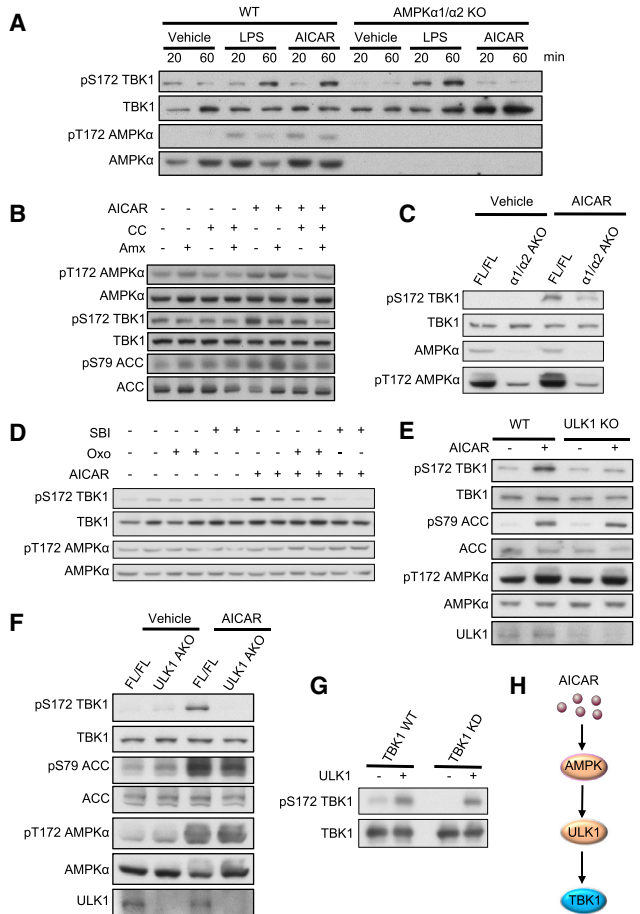 A
WT AMPKα1/α2 KO
Vehicle LPS AICAR Vehicle LPS AICAR
20 60 20 60 20 60 20 60 20 60 20 60 min
pS172 TBK1
TBK1
pT172 AMPKα
AMPKα
B
AICAR - - - - + + + +
CC - - + + - - + +
Amx - + - + - + - +
pT172 AMPKα
AMPKα
pS172 TBK1
TBK1
pS79 ACC
ACC
C
Vehicle AICAR
FL/FL α1/α2 AKO FL/FL α1/α2 AKO
pS172 TBK1
TBK1
AMPKα
pT172 AMPKα
D
SBI - - - - + + - - - - + +
Oxo - - + + - - - - + + - -
AICAR - - - - - - + + + + + +
pS172 TBK1
TBK1
pT172 AMPKα
AMPKα
E
WT ULK1 KO
AICAR - + - +
pS172 TBK1
TBK1
pS79 ACC
ACC
pT172 AMPKα
AMPKα
ULK1
F
Vehicle AICAR
FL/FL ULK1 AKO FL/FL ULK1 AKO
pS172 TBK1
TBK1
pS79 ACC
ACC
pT172 AMPKα
AMPKα
ULK1
G
TBK1 WT TBK1 KD
ULK1 - + - +
pS172 TBK1
TBK1
H
AICAR
AMPK
ULK1
TBK1